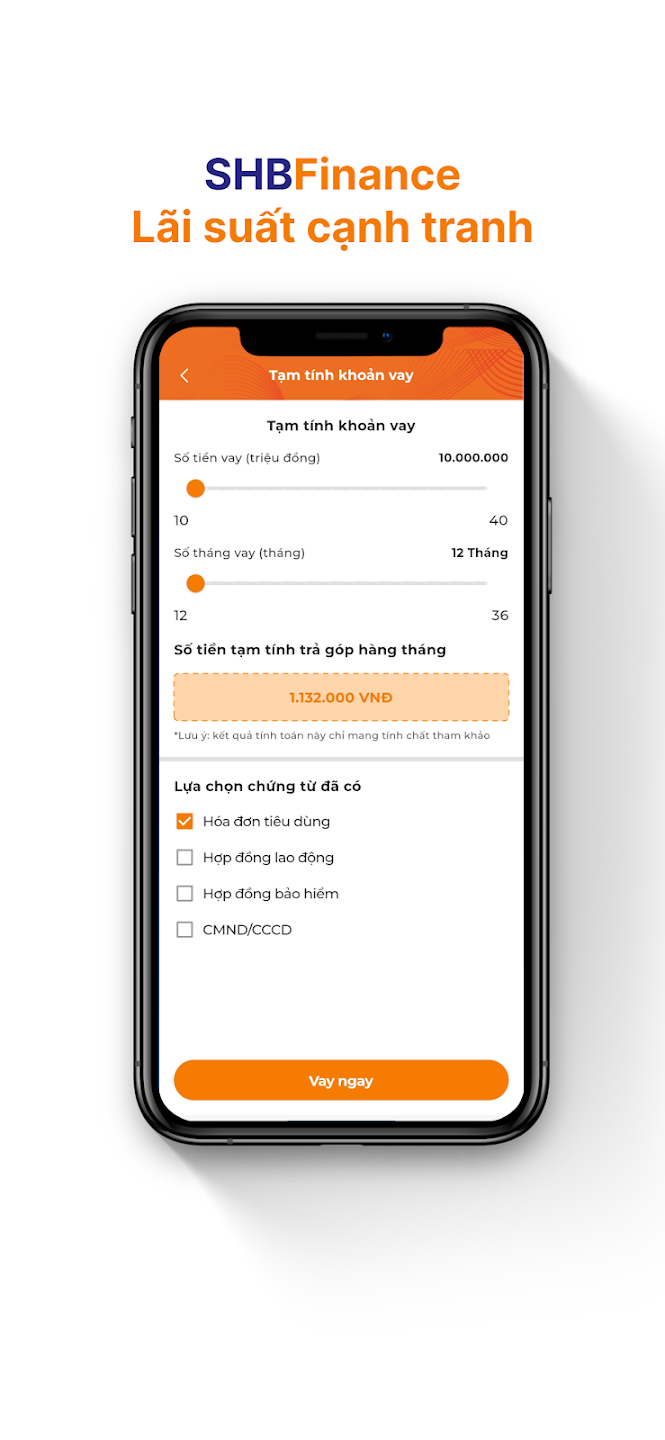 SHBFinance
Lãi suất cạnh tranh
Tạm tính khoản vay
Tạm tính khoản vay
Số tiền vay (triệu đồng) 10.000.000
10 40
Số tháng vay (tháng) 12 Tháng
12 36
Số tiền tạm tính trả góp hàng tháng
1.132.000 VNĐ
*Lưu ý: kết quả tính toán này chỉ mang tính chất tham khảo
Lựa chọn chứng từ đã có
Hóa đơn tiêu dùng
Hợp đồng lao động
Hợp đồng bảo hiểm
CMND/CCCD
Vay ngay